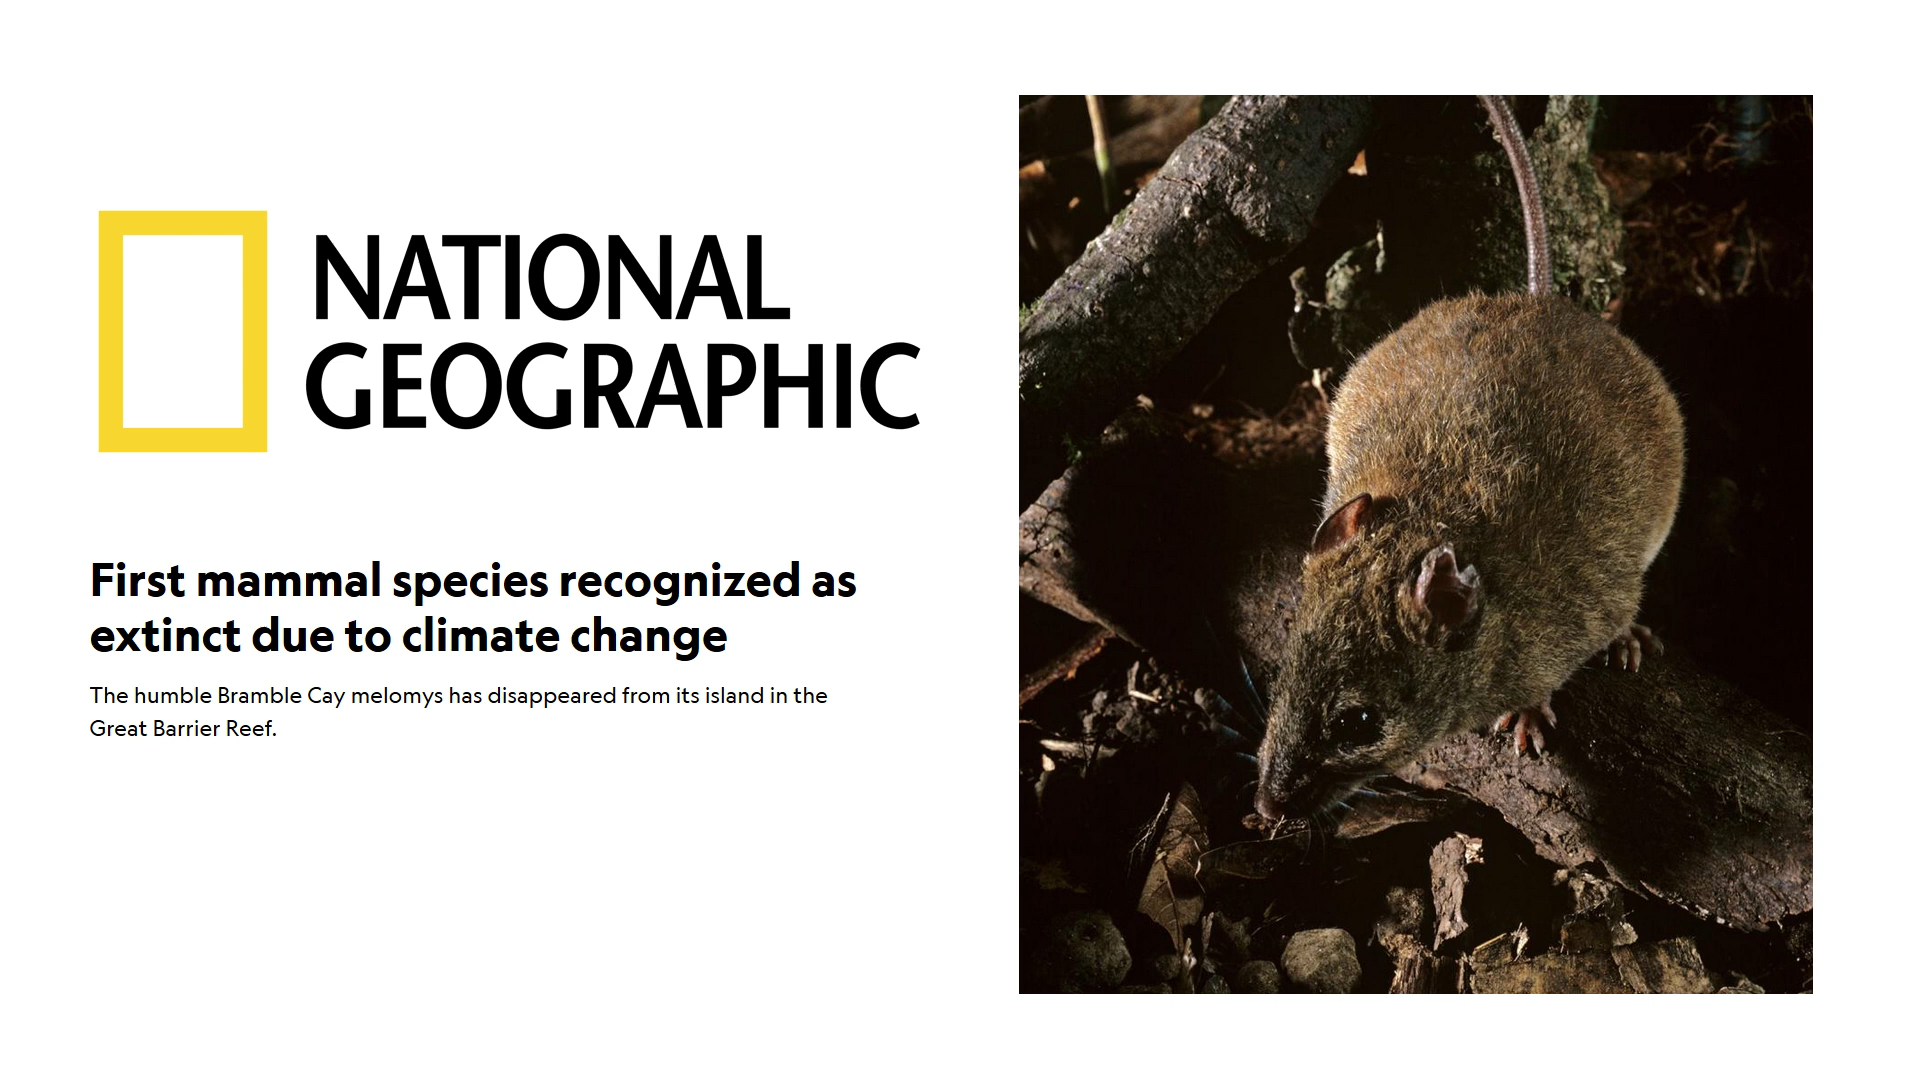 NATIONAL
GEOGRAPHIC
First mammal species recognized as
extinct due to climate change
The humble Bramble Cay melomys has disappeared from its island in the
Great Barrier Reef.